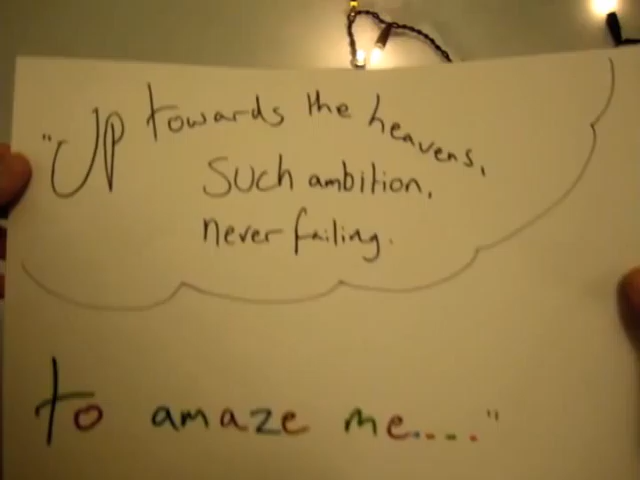 "Up towards the heavens,
Such ambition,
never failing.
to amaze me...."